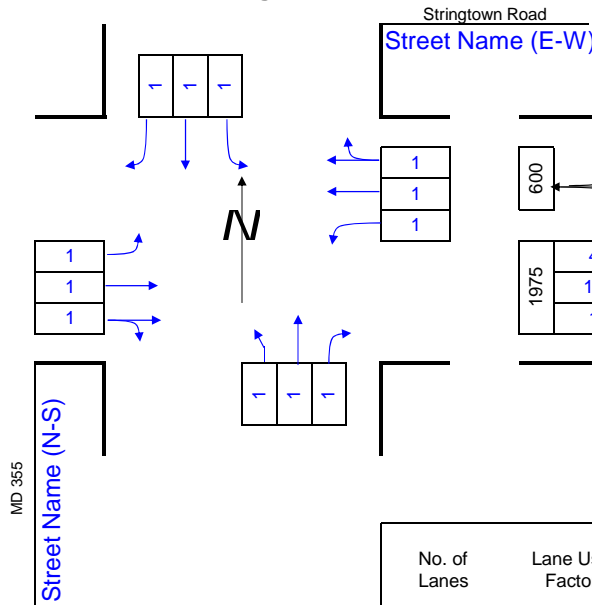 Stringtown Road
Street Name (E-W)
1 1 1
1
1
1
600
1
1
1
1975
N
1 1 1
MD 355
Street Name (N-S)
No. of
Lanes